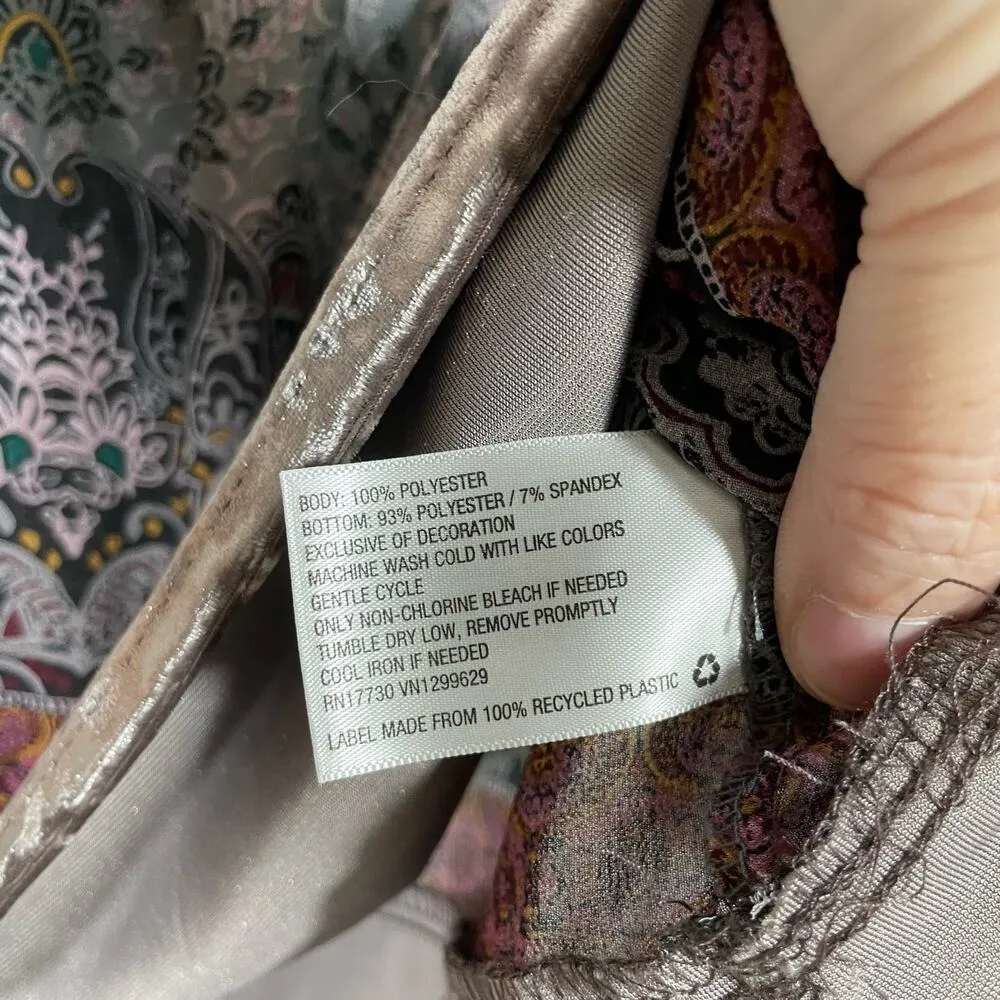 BODY: 100% POLYESTER
BOTTOM: 93% POLYESTER / 7% SPANDEX
EXCLUSIVE OF DECORATION
MACHINE WASH COLD WITH LIKE COLORS
GENTLE CYCLE
ONLY NON-CHLORINE BLEACH IF NEEDED
TUMBLE DRY LOW, REMOVE PROMPTLY
COOL IRON IF NEEDED
RN17730 VN1299629
LABEL MADE FROM 100% RECYCLED PLASTIC